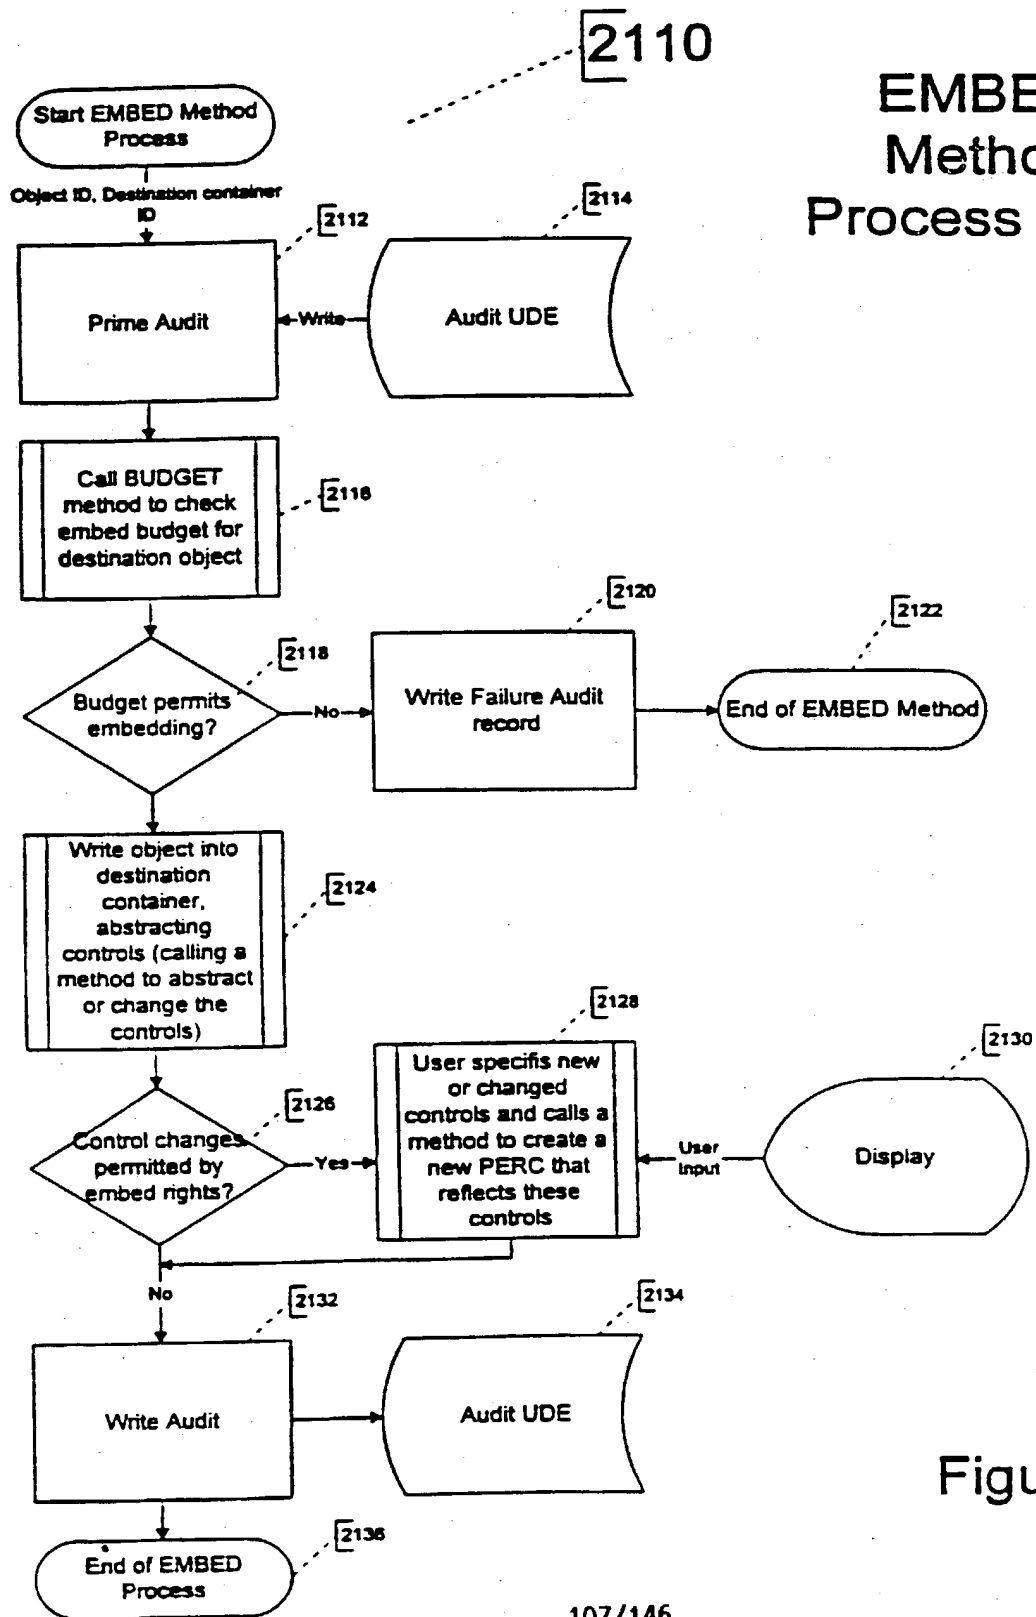 2110
EMBE
Metho
Process
Start EMBED Method
Process
Object ID, Destination container
ID
2112
2114
Prime Audit
Write
Audit UDE
Call BUDGET
method to check
embed budget for
destination object
2116
2118
Budget permits
embedding?
No
2120
Write Failure Audit
record
2122
End of EMBED Method
Write object into
destination
container,
abstracting
controls (calling a
method to abstract
or change the
controls)
2124
2126
Control changes
permitted by
embed rights?
Yes
2128
User specifis new
or changed
controls and calls a
method to create a
new PERC that
reflects these
controls
User
Input
2130
Display
No
2132
2134
Write Audit
Audit UDE
Figu
2136
End of EMBED
Process
107/146